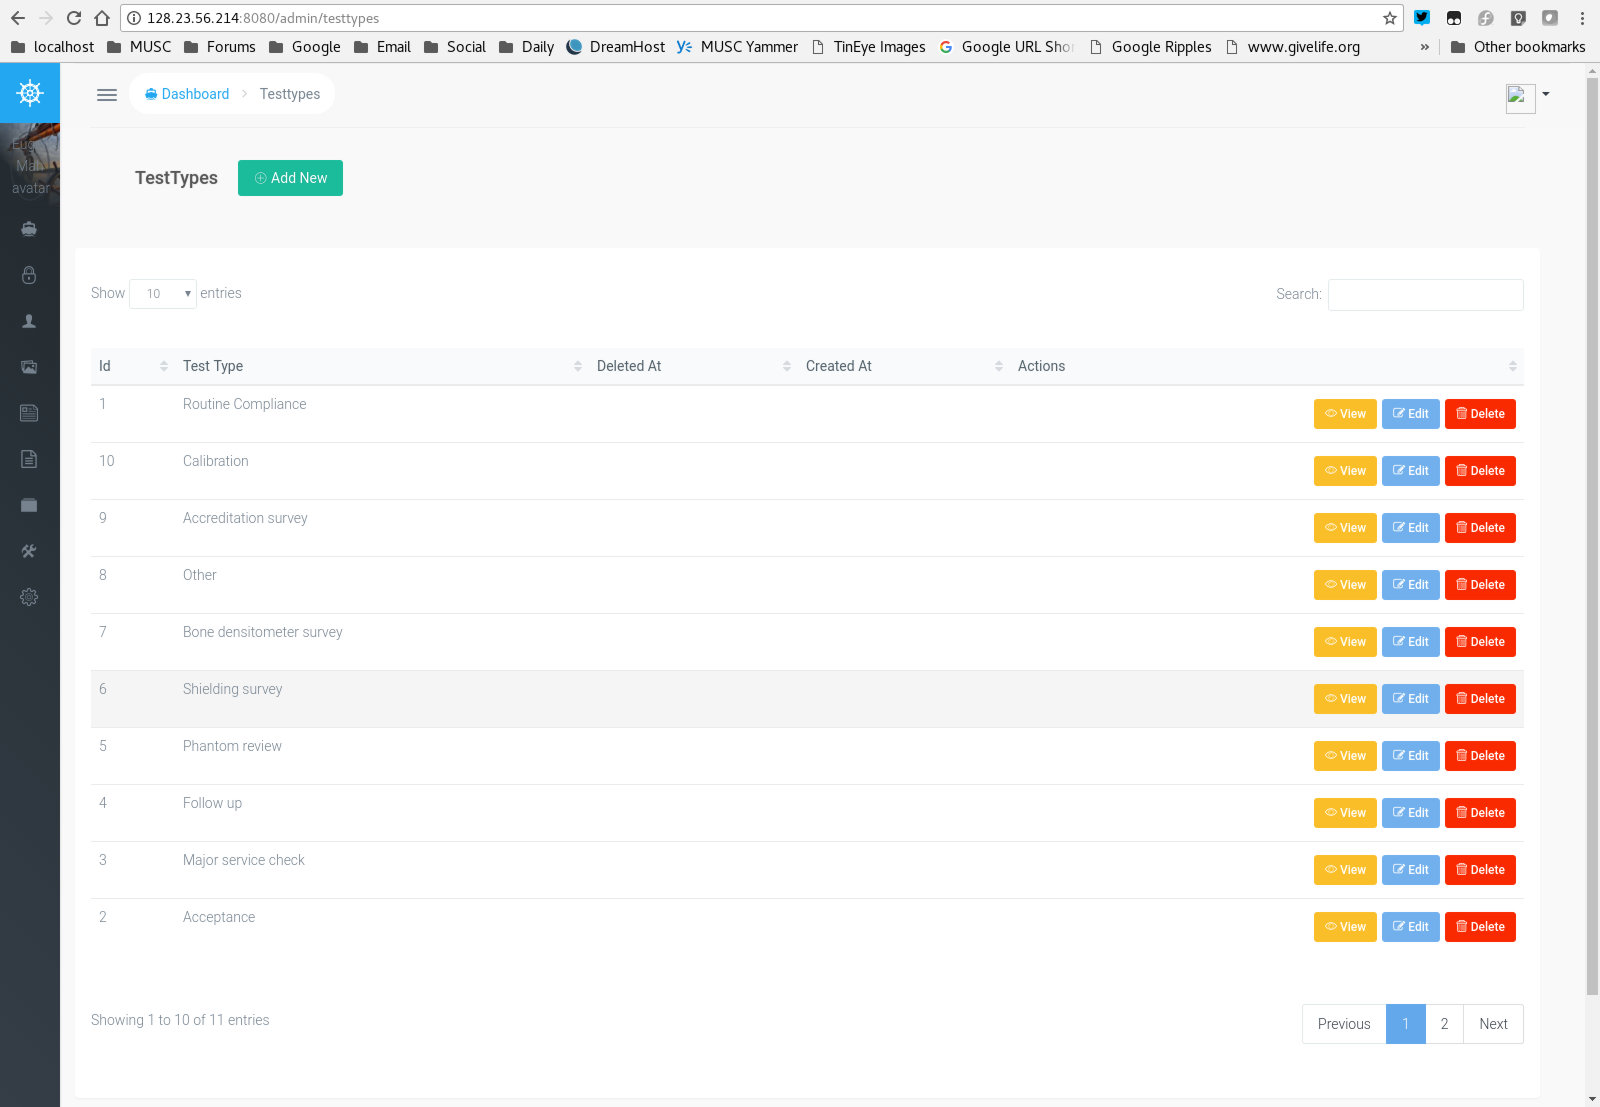 128.23.56.214:8080/admin/testtypes
localhost MUSC Forums Google Email Social Daily DreamHost MUSC Yammer TinEye Images Google URL Shor Google Ripples www.givelife.org » Other bookmarks
Dashboard > Testtypes
Mah
avatar
TestTypes Add New
Show 10 entries Search:
Id Test Type Deleted At Created At Actions
1 Routine Compliance View Edit Delete
10 Calibration View Edit Delete
9 Accreditation survey View Edit Delete
8 Other View Edit Delete
7 Bone densitometer survey View Edit Delete
6 Shielding survey View Edit Delete
5 Phantom review View Edit Delete
4 Follow up View Edit Delete
3 Major service check View Edit Delete
2 Acceptance View Edit Delete
Showing 1 to 10 of 11 entries Previous 1 2 Next